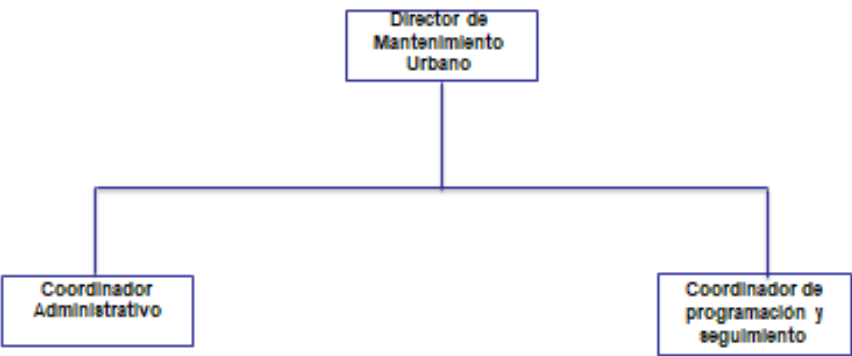 Director de
Mantenimiento
Urbano
Coordinador
Administrativo
Coordinador de
programación y
seguimiento